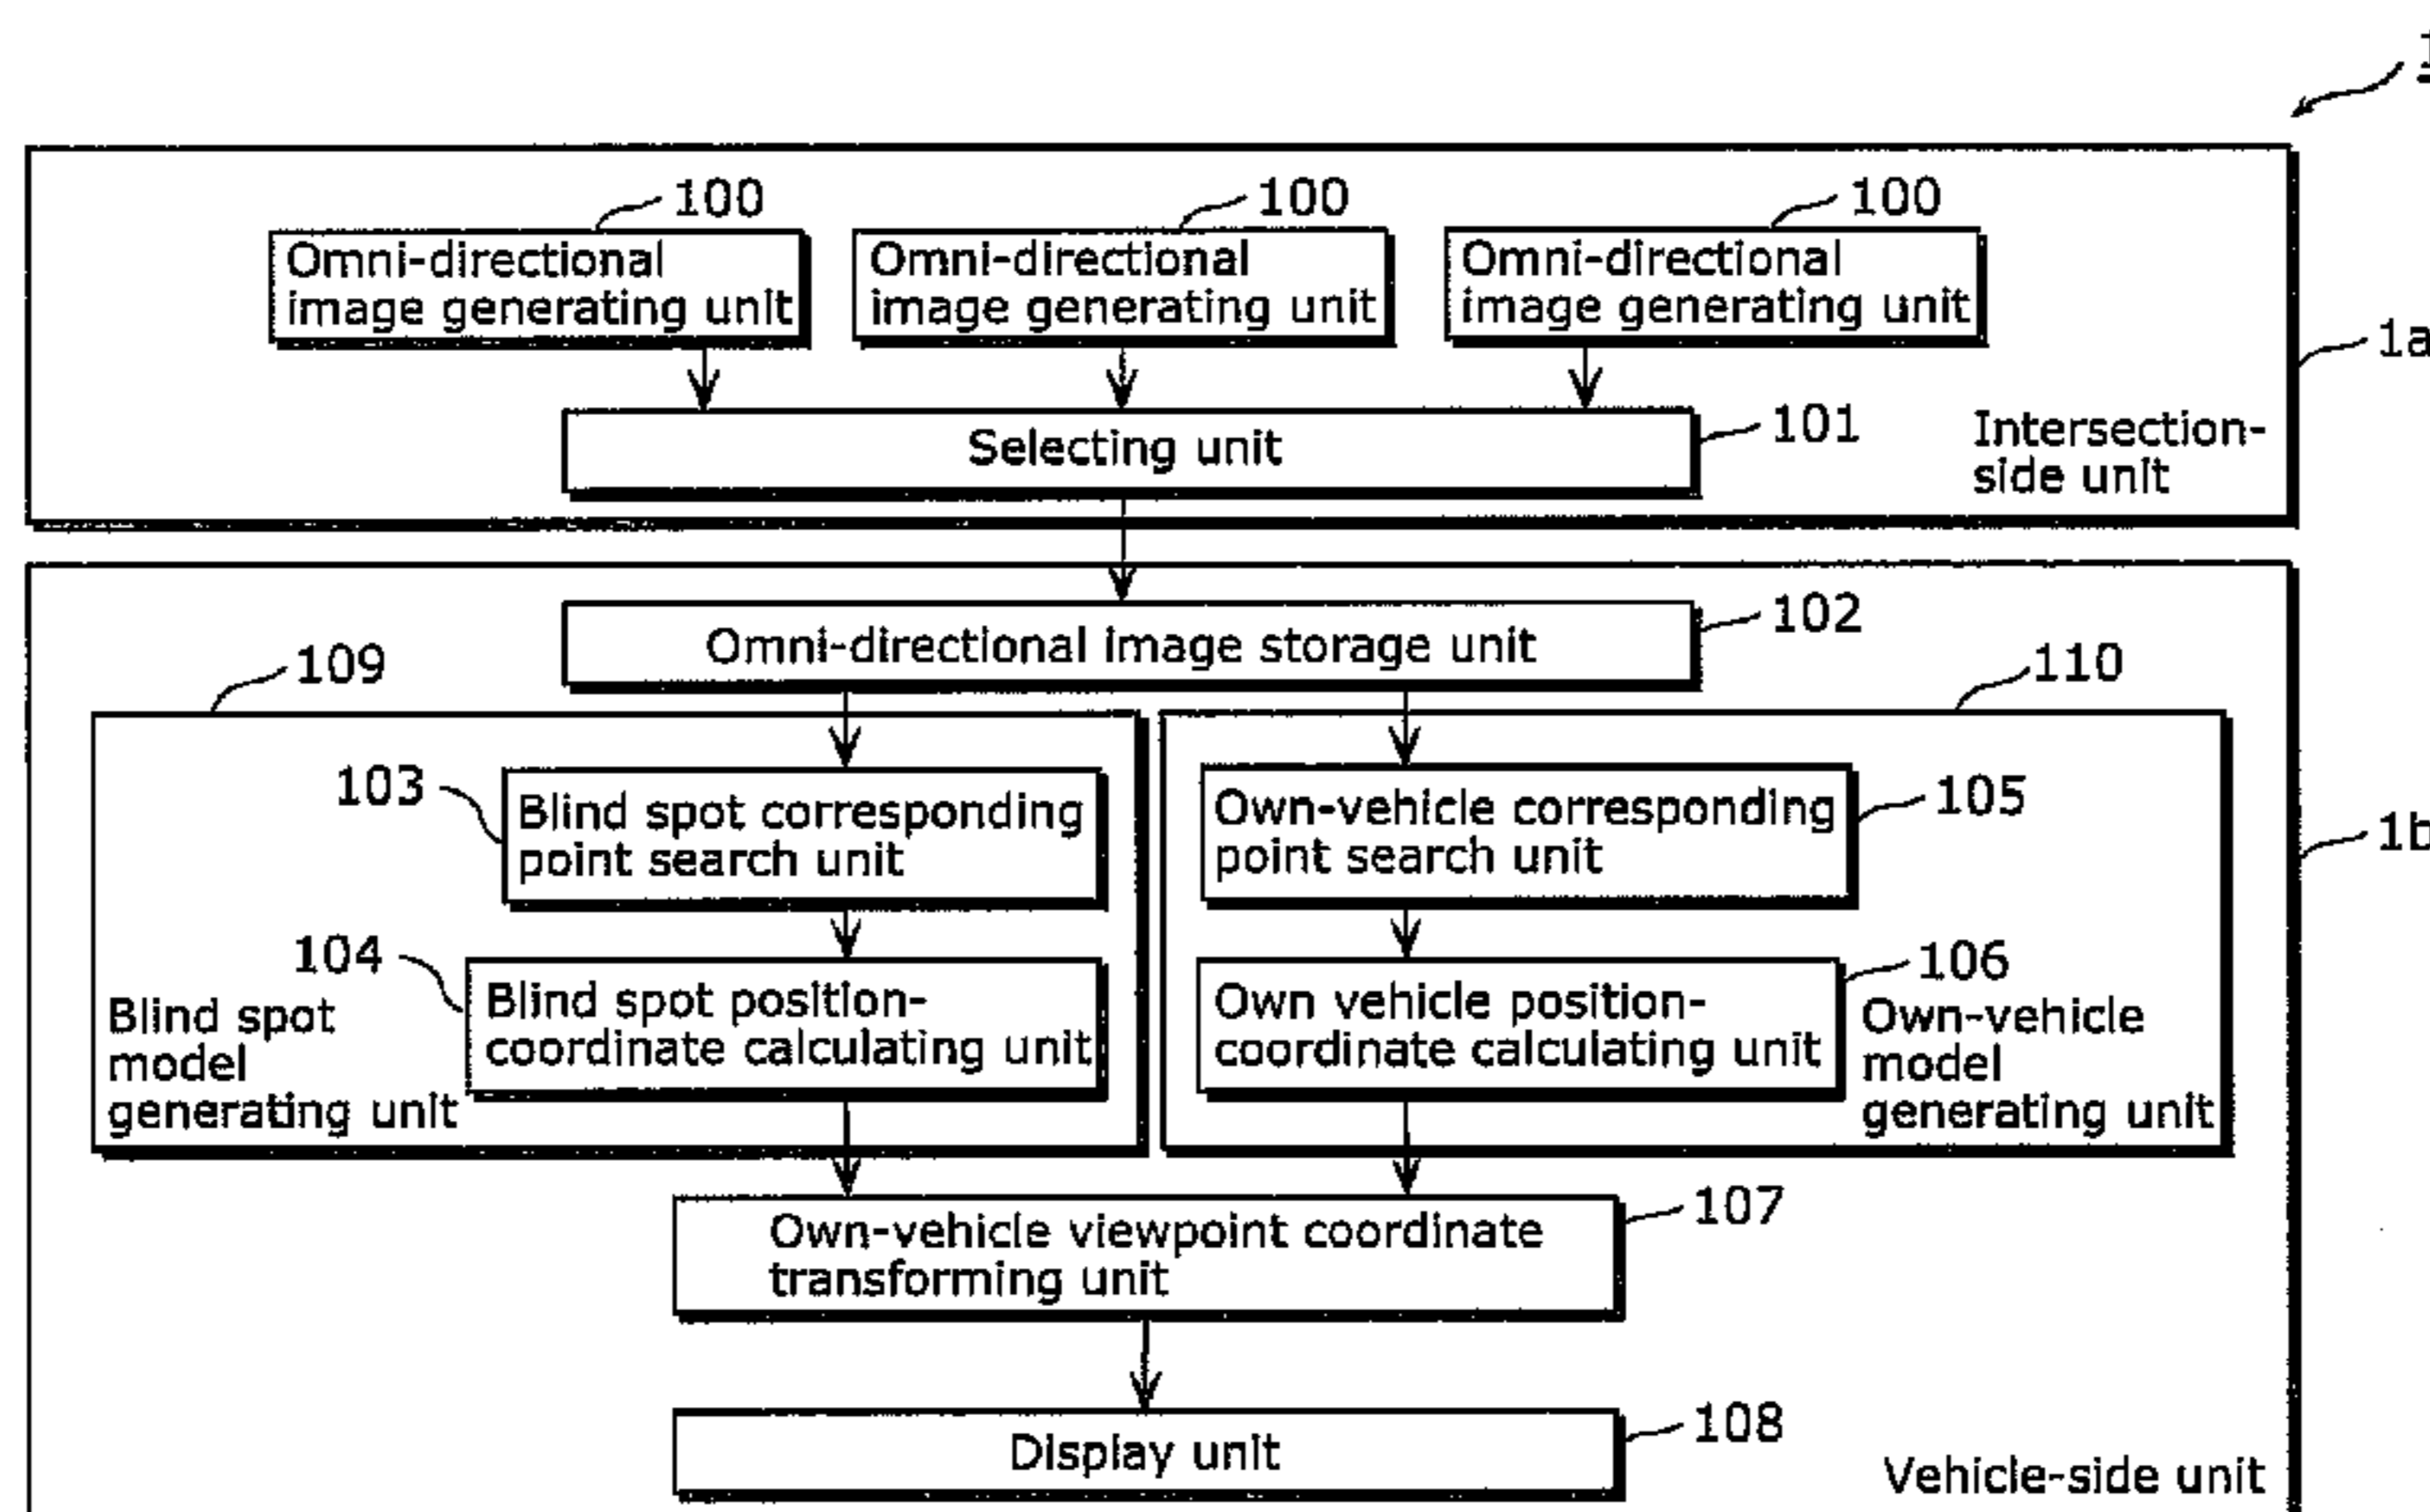 1
100
100
100
Omni-directional
image generating unit
Omni-directional
image generating unit
Omni-directional
image generating unit
1a
Selecting unit
101
Intersection-
side unit
102
Omni-directional image storage unit
109
110
103
Blind spot corresponding
point search unit
Own-vehicle corresponding
point search unit
105
1b
104
Blind spot position-
coordinate calculating unit
Blind spot
model
generating unit
Own vehicle position-
coordinate calculating unit
106
Own-vehicle
model
generating unit
Own-vehicle viewpoint coordinate
transforming unit
107
Display unit
108
Vehicle-side unit